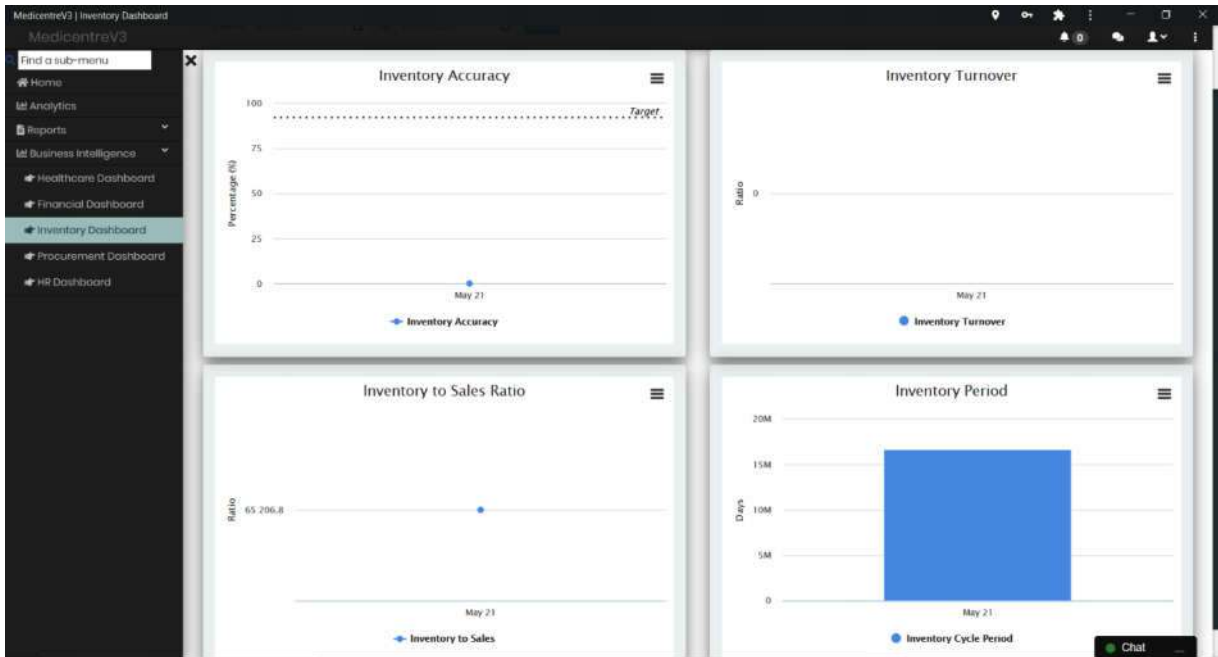 MedicentreV3 | Inventory Dashboard
MedicentreV3
0
Find a sub-menu
Home
Analytics
Reports
Business Intelligence
Healthcare Dashboard
Financial Dashboard
Inventory Dashboard
Procurement Dashboard
HR Dashboard
Inventory Accuracy
Target
100
75
50
25
0
Percentage (%)
May 21
Inventory Accuracy
Inventory Turnover
Ratio
0
May 21
Inventory Turnover
Inventory to Sales Ratio
Ratio
65 206.8
May 21
Inventory to Sales
Inventory Period
20M
15M
10M
5M
0
Days
May 21
Inventory Cycle Period
Chat